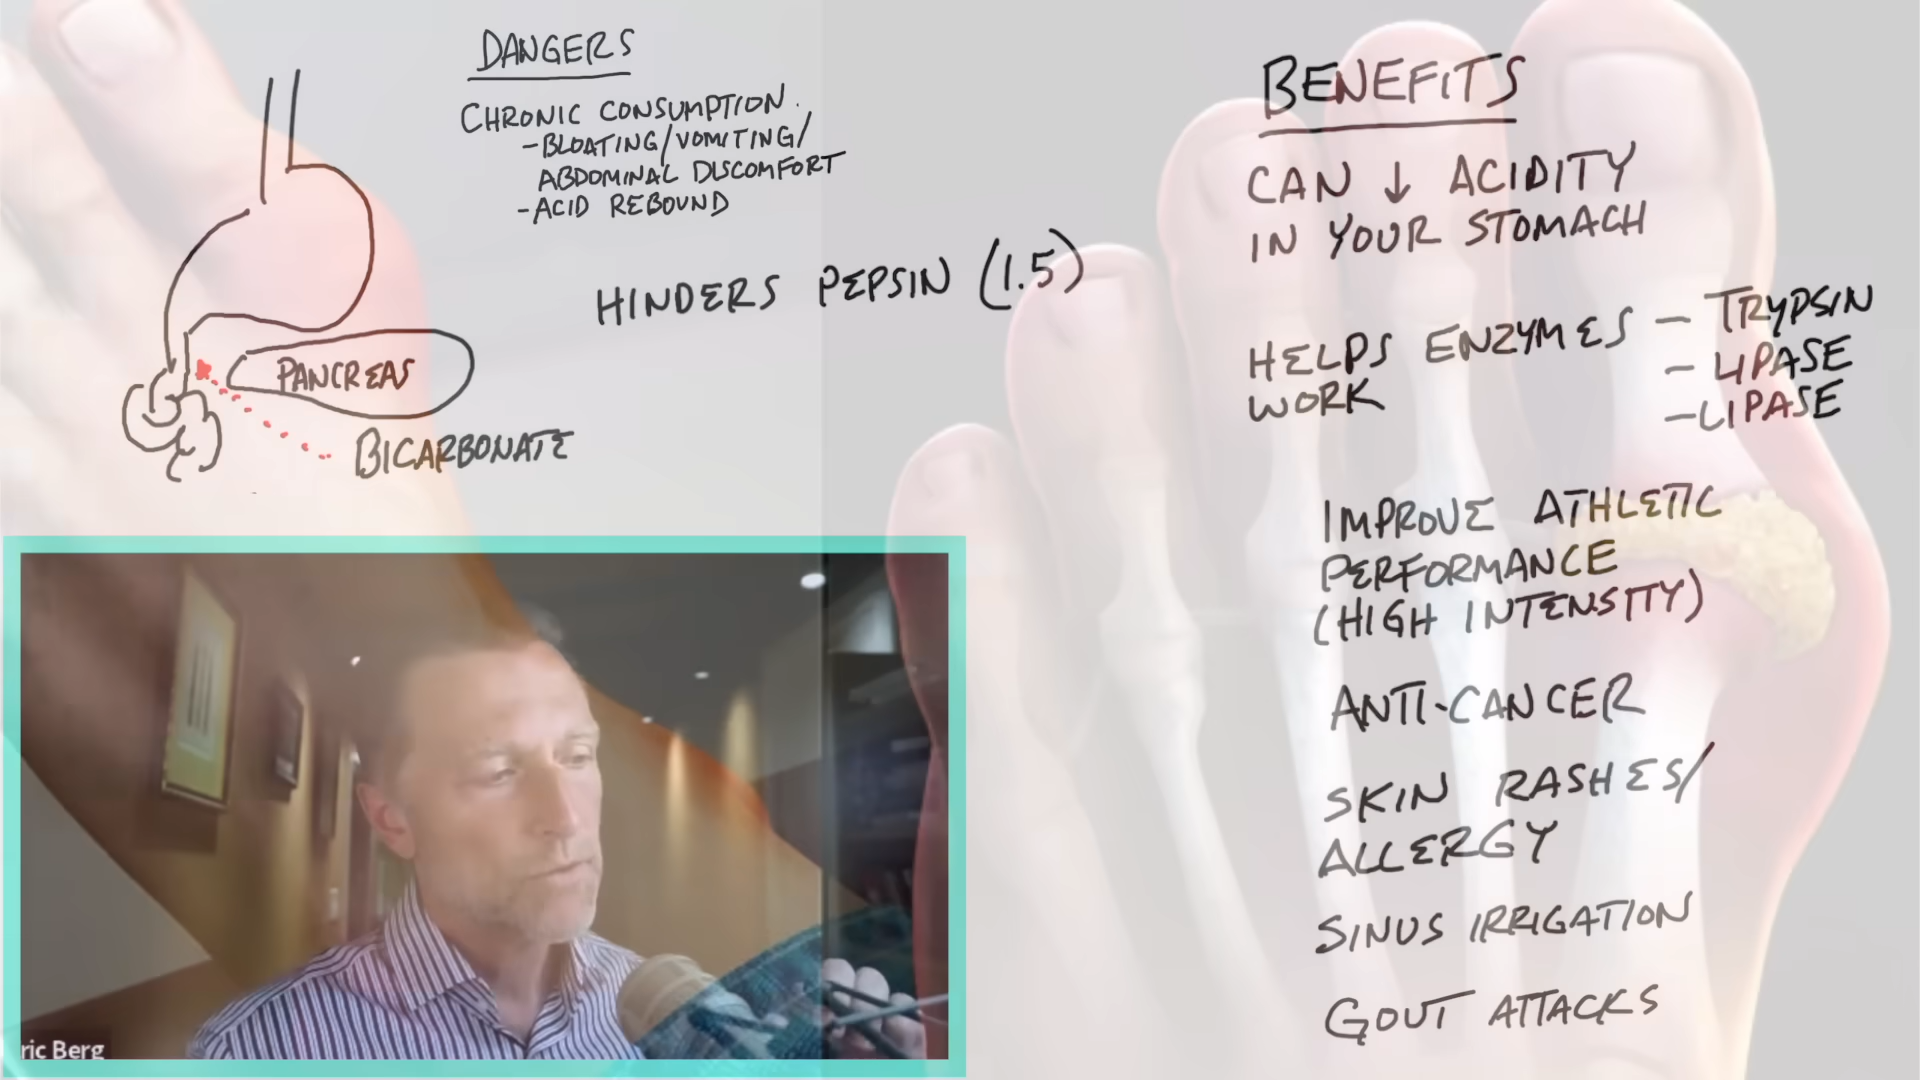 DANGERS
CHRONIC CONSUMPTION.
-BLOATING/VOMITING/
ABDOMINAL DISCOMFORT
-ACID REBOUND
HINDERS PEPSIN (1.5)
PANCREAS
BICARBONATE
ric Berg
BENEFITS
CAN ↓ ACIDITY
IN YOUR STOMACH
HELPS ENZYMES - TRYPSIN
WORK - LIPASE
-LIPASE
IMPROVE ATHLETIC
PERFORMANCE
(HIGH INTENSITY)
ANTI-CANCER
SKIN RASHES/
ALLERGY
SINUS IRRIGATION
GOUT ATTACKS